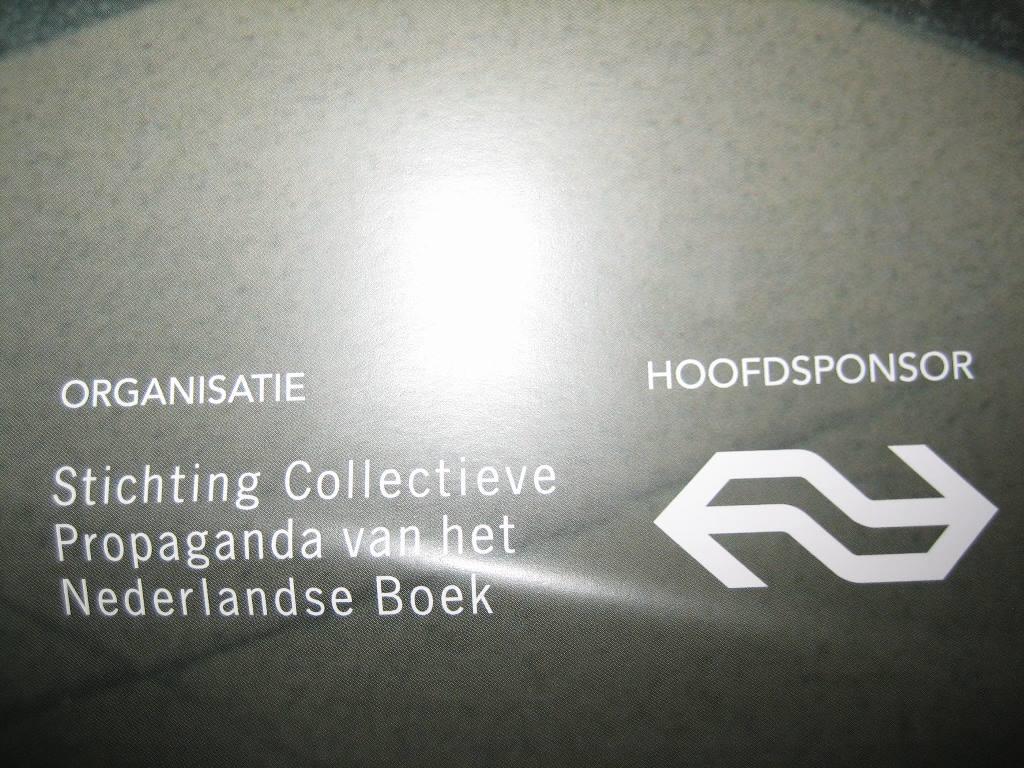 ORGANISATIE
Stichting Collectieve
Propaganda van het
Nederlandse Boek
HOOFDSPONSOR